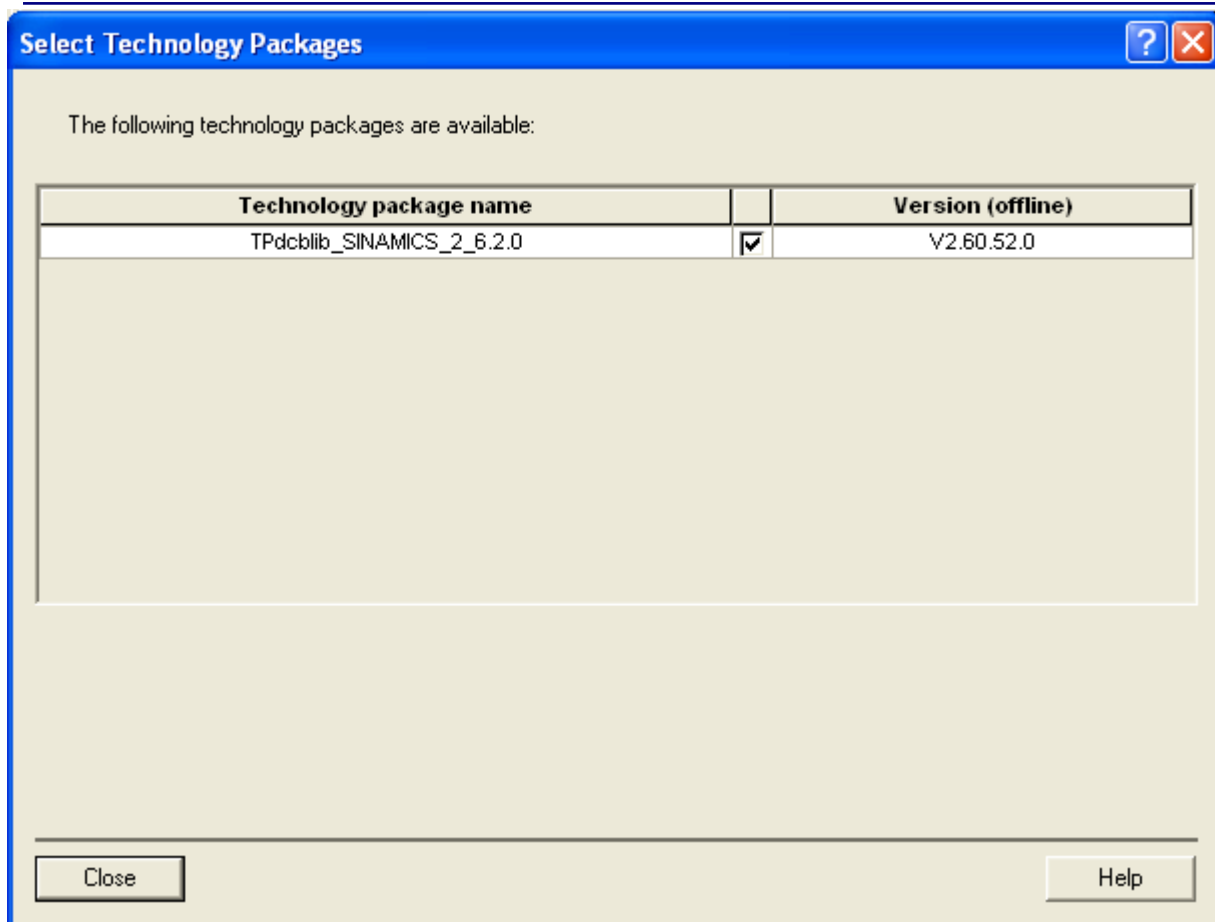 Select Technology Packages
The following technology packages are available:
Technology package name Version (offline)
TPdcblib_SINAMICS_2_6.2.0 V2.60.52.0
Close Help